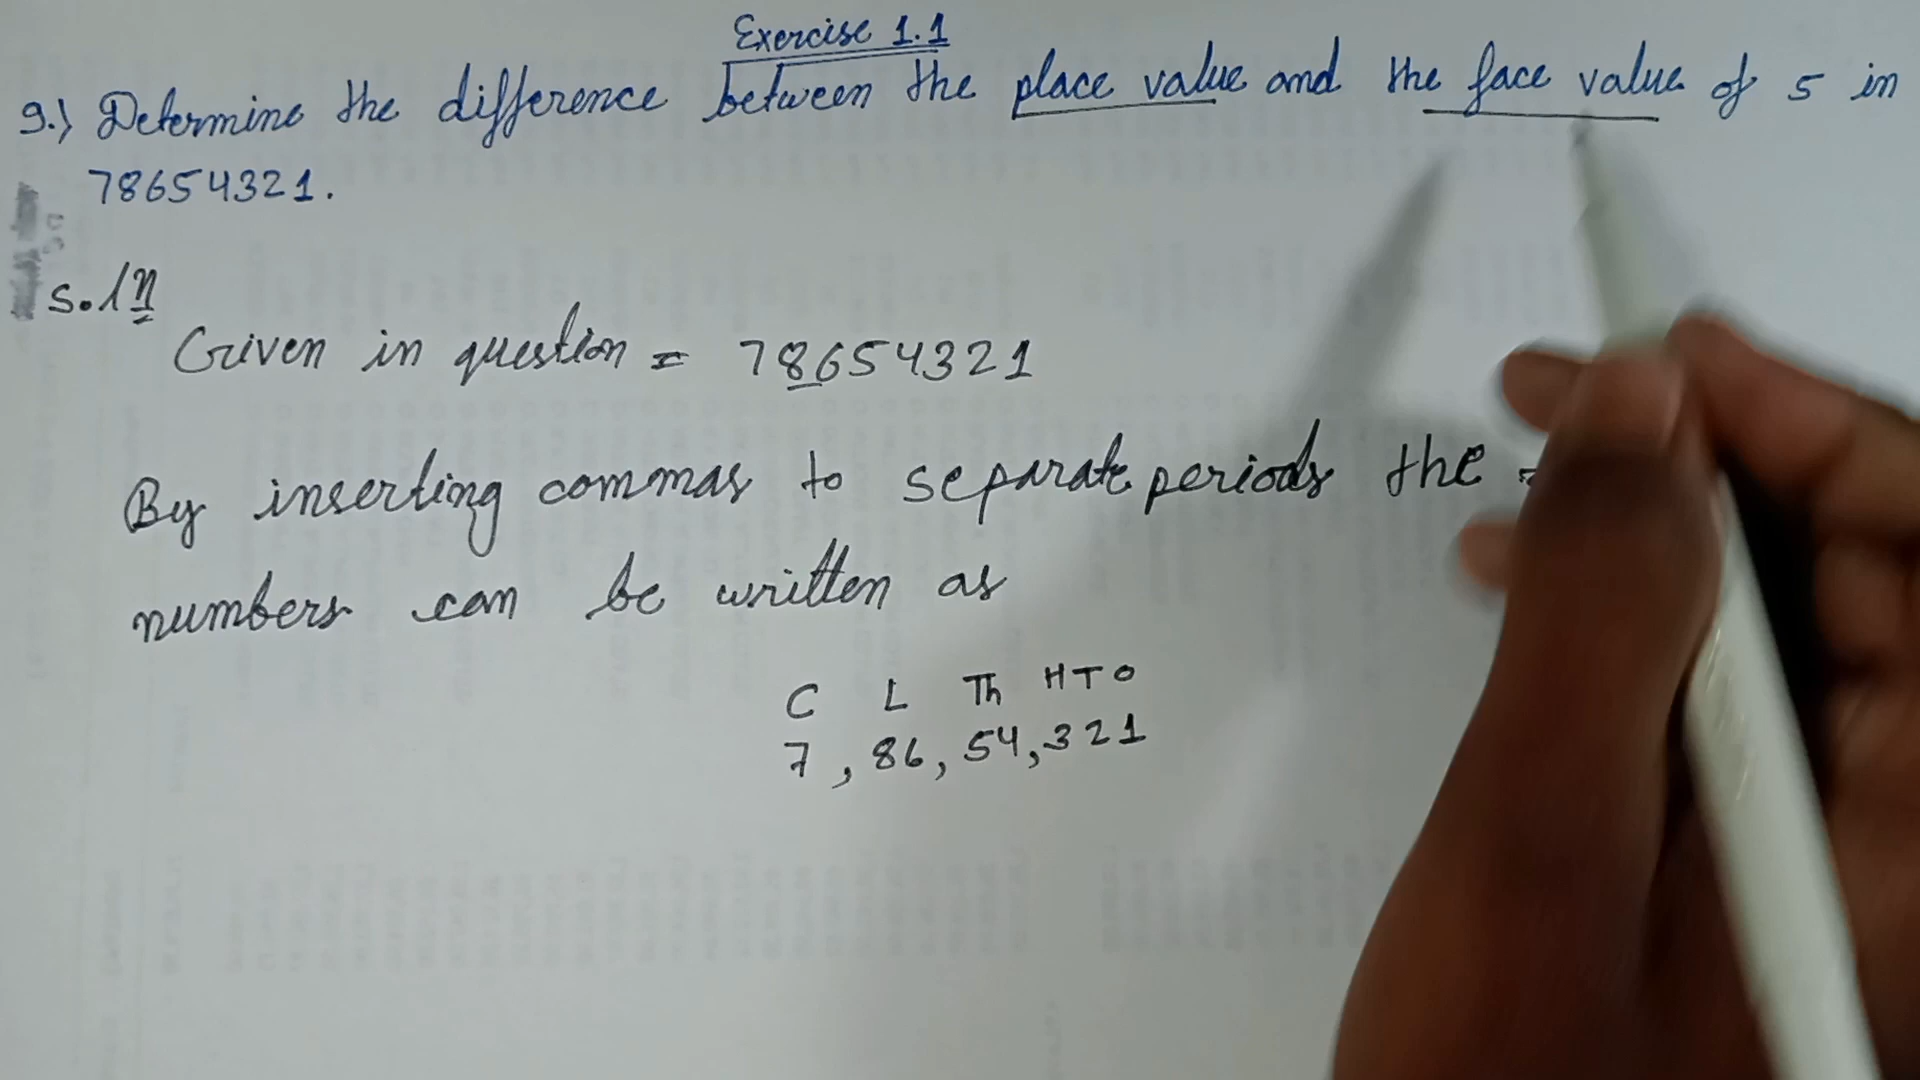 Exercise 1.1
9.) Determine the difference between the place value and the face value of 5 in
78654321.
Soln
Given in question = 78654321
By inserting commas to separate periods the
numbers can be written as
C L Th H T O
7, 86, 54, 321